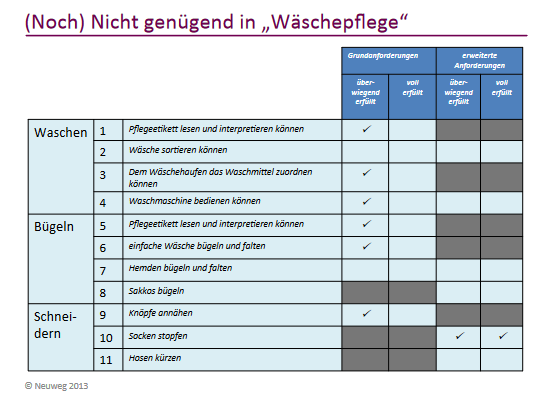 (Noch) Nicht genügend in „Wäschepflege“
Grundanforderungen
erweiterte
Anforderungen
über-
wiegend
erfüllt
voll
erfüllt
über-
wiegend
erfüllt
voll
erfüllt
Waschen 1 Pflegeetikett lesen und interpretieren können ✓
2 Wäsche sortieren können
3 Dem Wäschehaufen das Waschmittel zuordnen
können ✓
4 Waschmaschine bedienen können ✓
Bügeln 5 Pflegeetikett lesen und interpretieren können ✓
6 einfache Wäsche bügeln und falten ✓
7 Hemden bügeln und falten
8 Sakkos bügeln
Schnei-
dern
9 Knöpfe annähen ✓
10 Socken stopfen ✓ ✓
11 Hosen kürzen
© Neuweg 2013